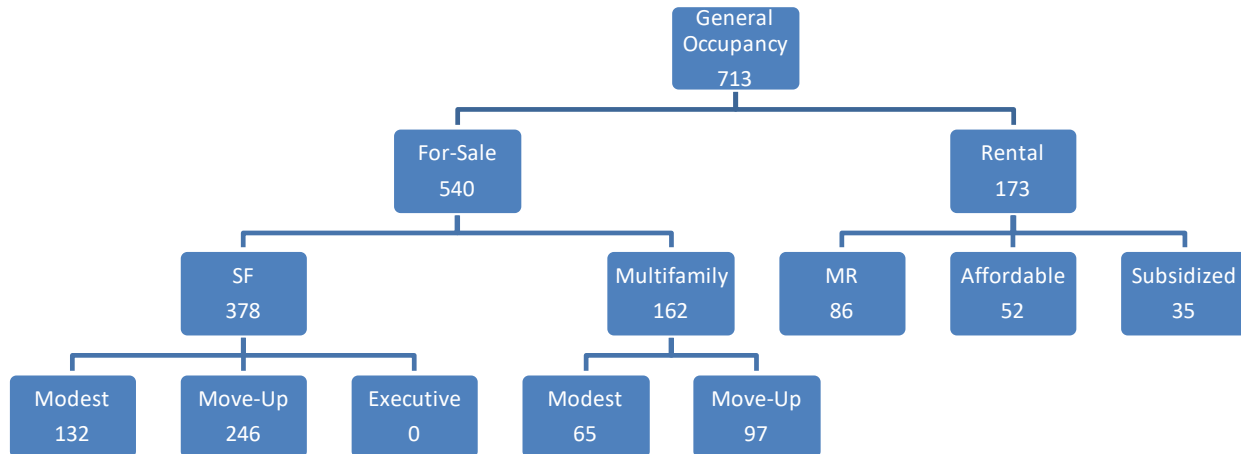 General
Occupancy
713
For-Sale
540
Rental
173
SF
378
Multifamily
162
MR
86
Affordable
52
Subsidized
35
Modest
132
Move-Up
246
Executive
0
Modest
65
Move-Up
97